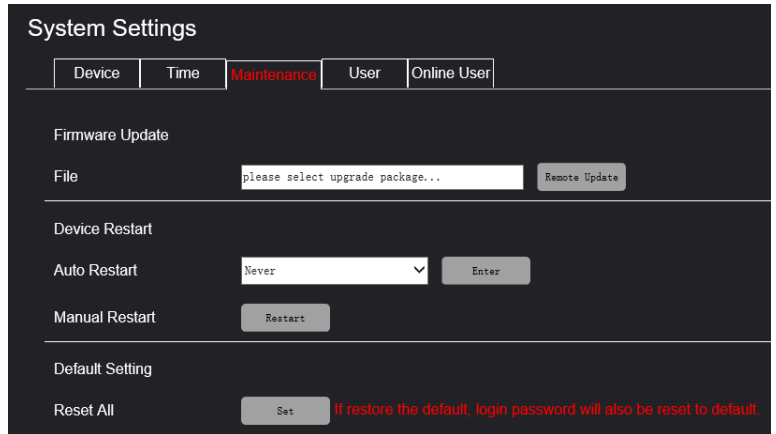 System Settings
Device Time Maintenance User Online User
Firmware Update
File please select upgrade package... Remote Update
Device Restart
Auto Restart Never Enter
Manual Restart Restart
Default Setting
Reset All Set If restore the default, login password will also be reset to default.